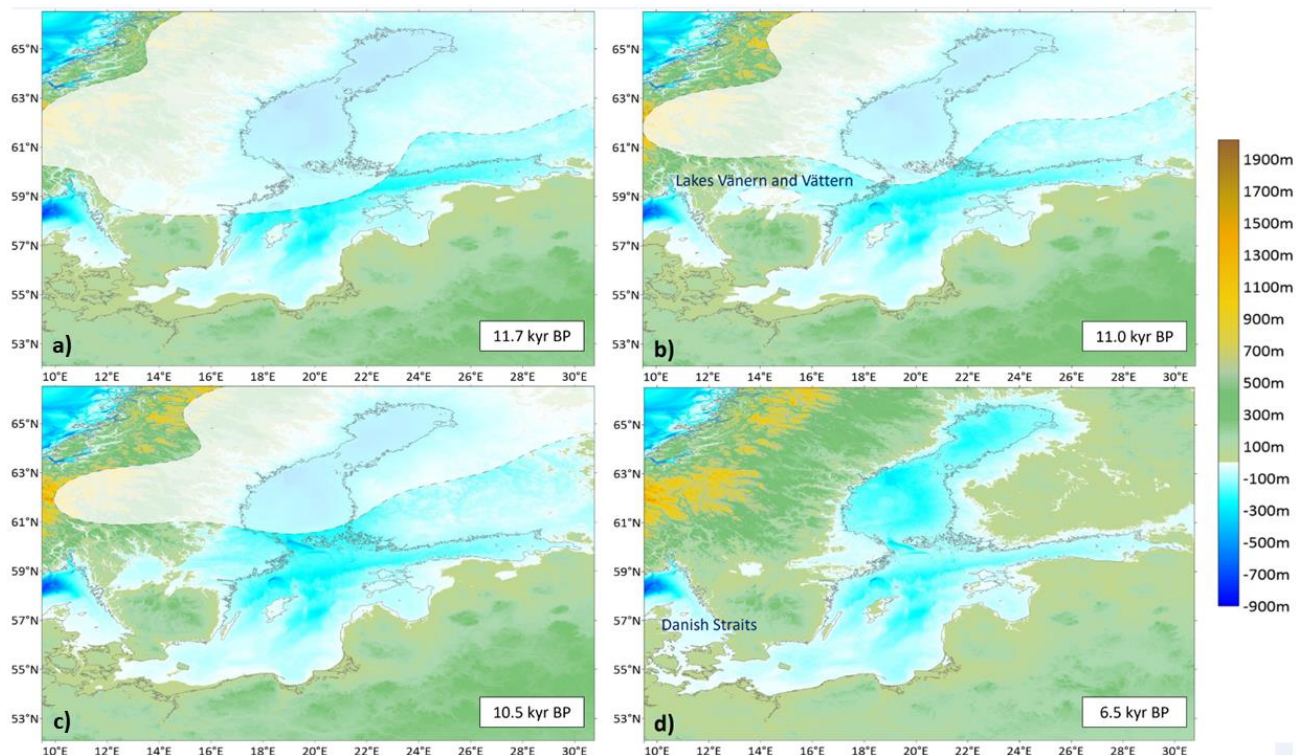 65°N
63°N
61°N
59°N
57°N
55°N
53°N
a)
11.7 kyr BP
10°E 12°E 14°E 16°E 18°E 20°E 22°E 24°E 26°E 28°E 30°E
65°N
63°N
61°N
59°N
57°N
55°N
53°N
Lakes Vänern and Vättern
b)
11.0 kyr BP
10°E 12°E 14°E 16°E 18°E 20°E 22°E 24°E 26°E 28°E 30°E
65°N
63°N
61°N
59°N
57°N
55°N
53°N
c)
10.5 kyr BP
10°E 12°E 14°E 16°E 18°E 20°E 22°E 24°E 26°E 28°E 30°E
65°N
63°N
61°N
59°N
57°N
55°N
53°N
Danish Straits
d)
6.5 kyr BP
10°E 12°E 14°E 16°E 18°E 20°E 22°E 24°E 26°E 28°E 30°E
1900m
1700m
1500m
1300m
1100m
900m
700m
500m
300m
100m
-100m
-300m
-500m
-700m
-900m